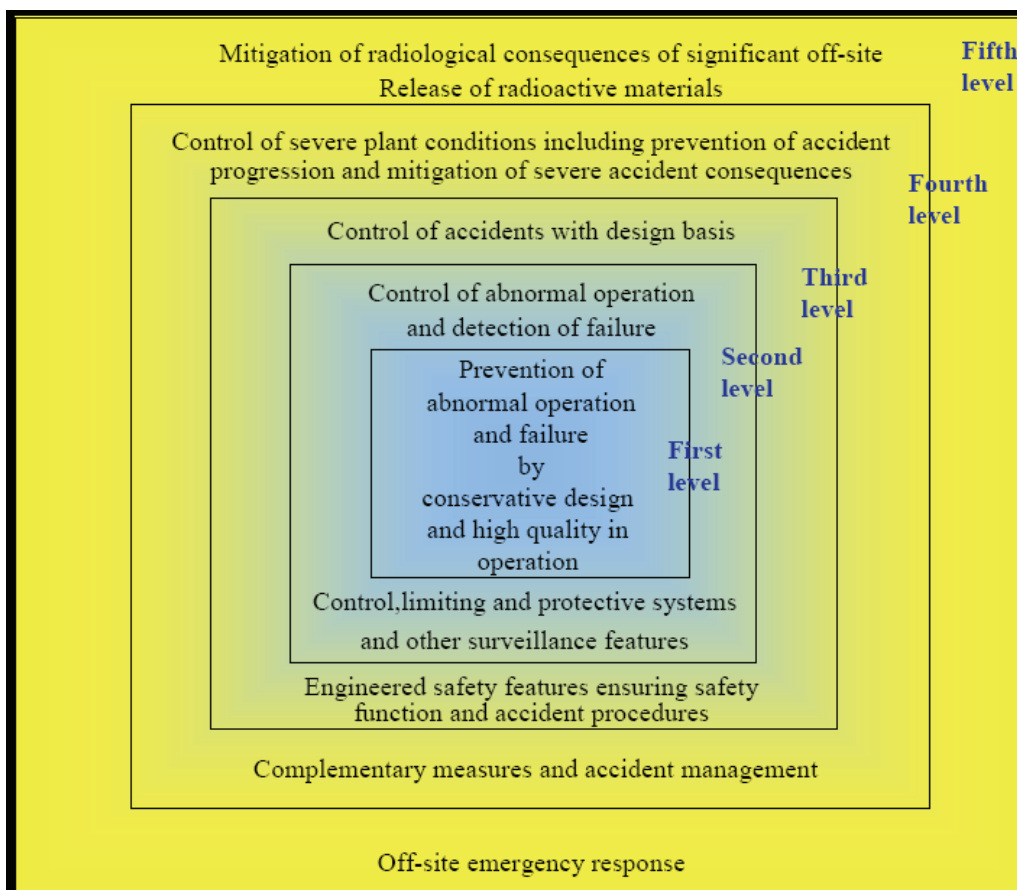 Mitigation of radiological consequences of significant off-site
Release of radioactive materials
Fifth
level
Control of severe plant conditions including prevention of accident
progression and mitigation of severe accident consequences
Fourth
level
Control of accidents with design basis
Third
level
Control of abnormal operation
and detection of failure
Second
level
Prevention of
abnormal operation
and failure
by
conservative design
and high quality in
operation
First
level
Control,limiting and protective systems
and other surveillance features
Engineered safety features ensuring safety
function and accident procedures
Complementary measures and accident management
Off-site emergency response